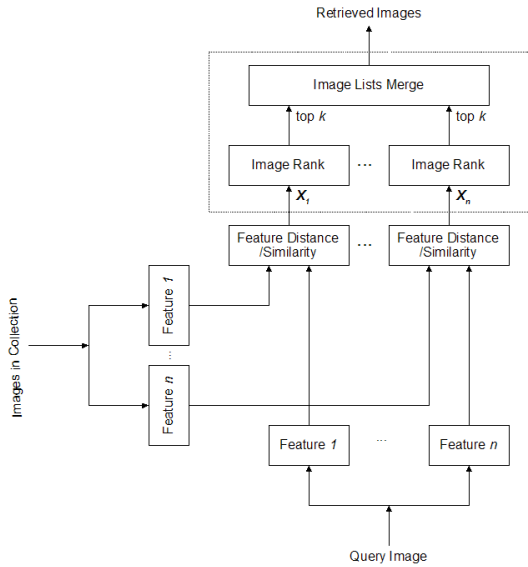 Retrieved Images
Image Lists Merge
top k
top k
Image Rank
...
Image Rank
X1
Xn
Feature Distance
/Similarity
...
Feature Distance
/Similarity
Feature 1
...
Feature n
Images in Collection
Feature 1
...
Feature n
Query Image